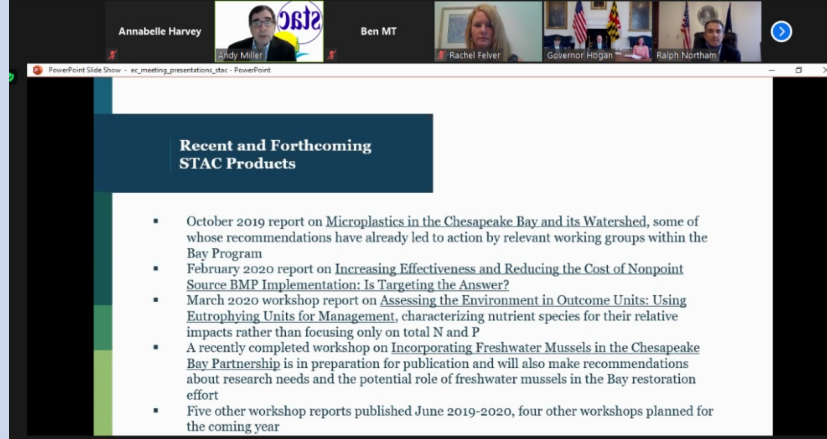 Annabelle Harvey
stac
Andy Miller
Ben MT
Rachel Felver
Governor Hogan
Ralph Northam
PowerPoint Slide Show - ec_meeting_presentations_stac - PowerPoint
Recent and Forthcoming
STAC Products
▪ October 2019 report on Microplastics in the Chesapeake Bay and its Watershed, some of
whose recommendations have already led to action by relevant working groups within the
Bay Program
▪ February 2020 report on Increasing Effectiveness and Reducing the Cost of Nonpoint
Source BMP Implementation: Is Targeting the Answer?
▪ March 2020 workshop report on Assessing the Environment in Outcome Units: Using
Eutrophying Units for Management, characterizing nutrient species for their relative
impacts rather than focusing only on total N and P
▪ A recently completed workshop on Incorporating Freshwater Mussels in the Chesapeake
Bay Partnership is in preparation for publication and will also make recommendations
about research needs and the potential role of freshwater mussels in the Bay restoration
effort
▪ Five other workshop reports published June 2019-2020, four other workshops planned for
the coming year